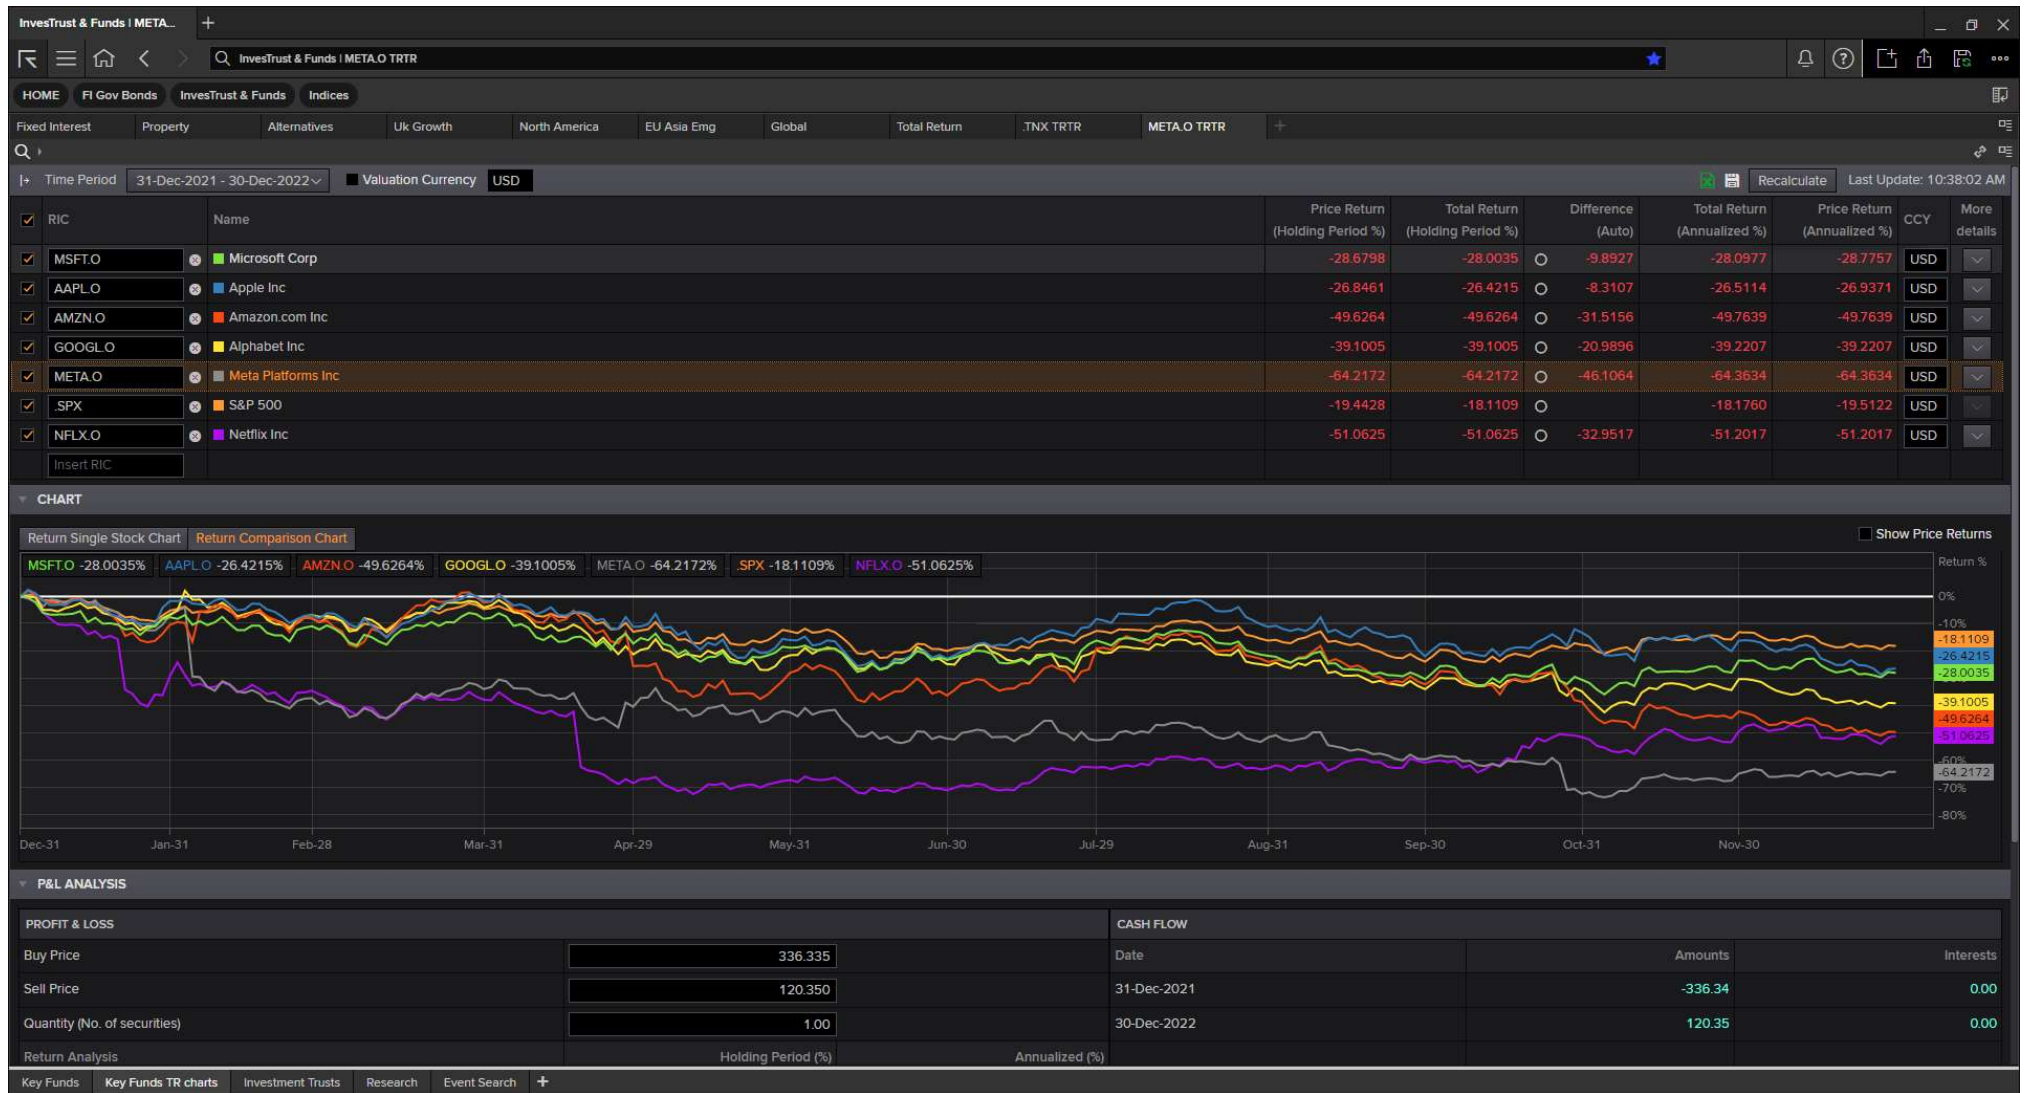 InvesTrust & Funds | META...
InvesTrust & Funds | META.O TRTR
HOME FI Gov Bonds InvesTrust & Funds Indices
Fixed Interest Property Alternatives Uk Growth North America EU Asia Emg Global Total Return .TNX TRTR META.O TRTR
Time Period 31-Dec-2021 - 30-Dec-2022 Valuation Currency USD Recalculate Last Update: 10:38:02 AM
RIC Name Price Return (Holding Period %) Total Return (Holding Period %) Difference (Auto) Total Return (Annualized %) Price Return (Annualized %) CCY More details
MSFT.O Microsoft Corp -28.6798 -28.0035 -9.8927 -28.0977 -28.7757 USD
AAPL.O Apple Inc -26.8461 -26.4215 -8.3107 -26.5114 -26.9371 USD
AMZN.O Amazon.com Inc -49.6264 -49.6264 -31.5156 -49.7639 -49.7639 USD
GOOGL.O Alphabet Inc -39.1005 -39.1005 -20.9896 -39.2207 -39.2207 USD
META.O Meta Platforms Inc -64.2172 -64.2172 -46.1064 -64.3634 -64.3634 USD
.SPX S&P 500 -19.4428 -18.1109 -18.1760 -19.5122 USD
NFLX.O Netflix Inc -51.0625 -51.0625 -32.9517 -51.2017 -51.2017 USD
Insert RIC
CHART
Return Single Stock Chart Return Comparison Chart Show Price Returns
MSFT.O -28.0035% AAPL.O -26.4215% AMZN.O -49.6264% GOOGL.O -39.1005% META.O -64.2172% .SPX -18.1109% NFLX.O -51.0625% Return %
0%
-10%
-18.1109
-26.4215
-28.0035
-39.1005
-49.6264
-51.0625
-60%
-64.2172
-70%
-80%
Dec-31 Jan-31 Feb-28 Mar-31 Apr-29 May-31 Jun-30 Jul-29 Aug-31 Sep-30 Oct-31 Nov-30
P&L ANALYSIS
PROFIT & LOSS CASH FLOW
Buy Price 336.335 Date Amounts Interests
Sell Price 120.350 31-Dec-2021 -336.34 0.00
Quantity (No. of securities) 1.00 30-Dec-2022 120.35 0.00
Return Analysis Holding Period (%) Annualized (%)
Key Funds Key Funds TR charts Investment Trusts Research Event Search